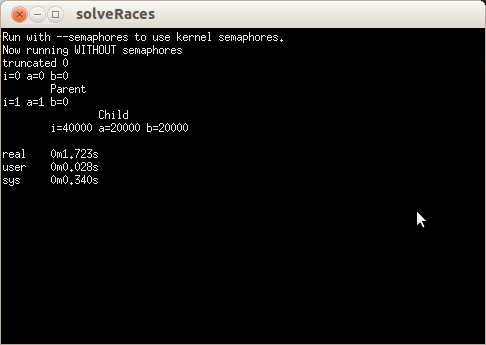 solveRaces
Run with --semaphores to use kernel semaphores.
Now running WITHOUT semaphores
truncated 0
i=0 a=0 b=0
Parent
i=1 a=1 b=0
Child
i=40000 a=20000 b=20000
real 0m1.723s
user 0m0.028s
sys 0m0.340s